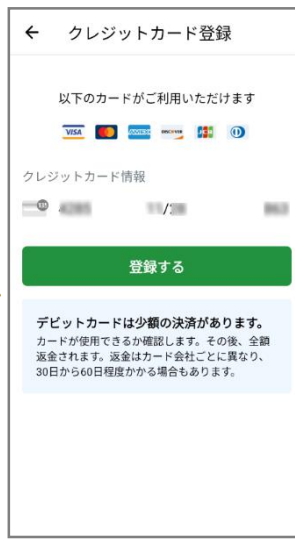 クレジットカード登録
以下のカードがご利用いただけます
VISA AMEX DISCOVER JCB
クレジットカード情報
登録する
デビットカードは少額の決済があります。
カードが使用できるか確認します。その後、全額
返金されます。返金はカード会社ごとに異なり、
30日から60日程度かかる場合もあります。